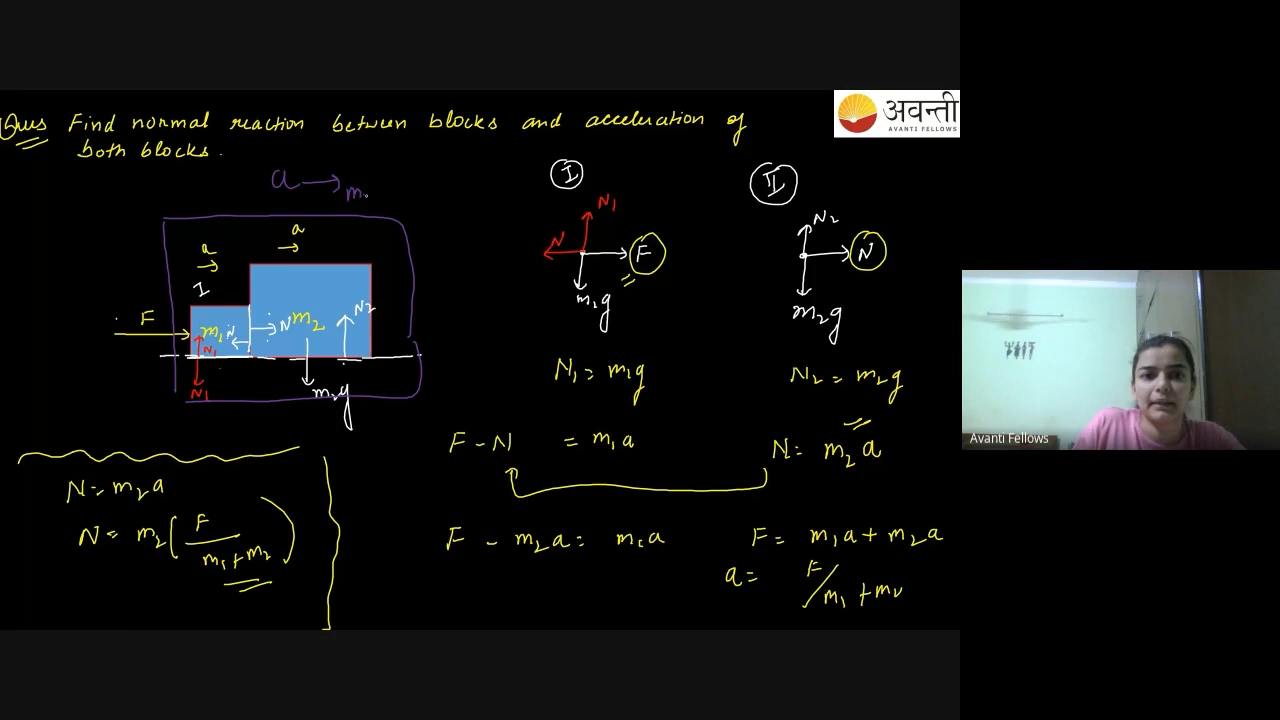 Ques Find normal reaction between blocks and acceleration of
both blocks.
अवन्ती
AVANTI FELLOWS
a → m
I
II
a
a
I
F
m1
N
N
m2
N2
N1
N1
m2g
N1
N
F
m1g
N2
N
m2g
N1 = m1g
N2 = m2g
F - N = m1a
N = m2a
N = m2a
N = m2(F/m1+m2)
F - m2a = m1a
F = m1a + m2a
a = F/m1+m2
Avanti Fellows